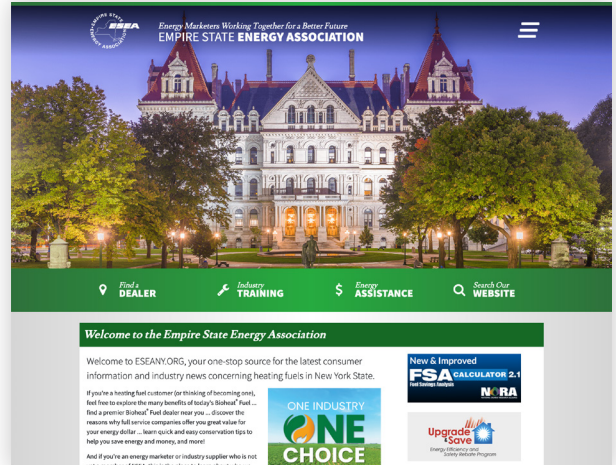 EMPIRE STATE
ESEA
ENERGY ASSOCIATION
Energy Marketers Working Together for a Better Future
EMPIRE STATE ENERGY ASSOCIATION
Find a
DEALER
Industry
TRAINING
Energy
ASSISTANCE
Search Our
WEBSITE
Welcome to the Empire State Energy Association
Welcome to ESEANY.ORG, your one-stop source for the latest consumer
information and industry news concerning heating fuels in New York State.
If you're a heating fuel customer (or thinking of becoming one),
feel free to explore the many benefits of today's Bioheat® Fuel ...
find a premier Bioheat® Fuel dealer near you ... discover the
reasons why full service companies offer you great value for
your energy dollar ... learn quick and easy conservation tips to
help you save energy and money, and more!
And if you're an energy marketer or industry supplier who is not
ONE INDUSTRY
ONE
CHOICE
New & Improved
FSA CALCULATOR 2.1
Fuel Savings Analysis
NORA
Upgrade
&Save
Energy Efficiency and
Safety Rebate Program